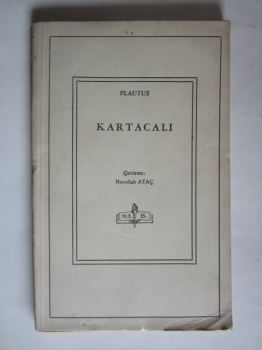 PLAUTUS
KARTACALI
Çeviren:
Nurullah ATAÇ
M.E. B.